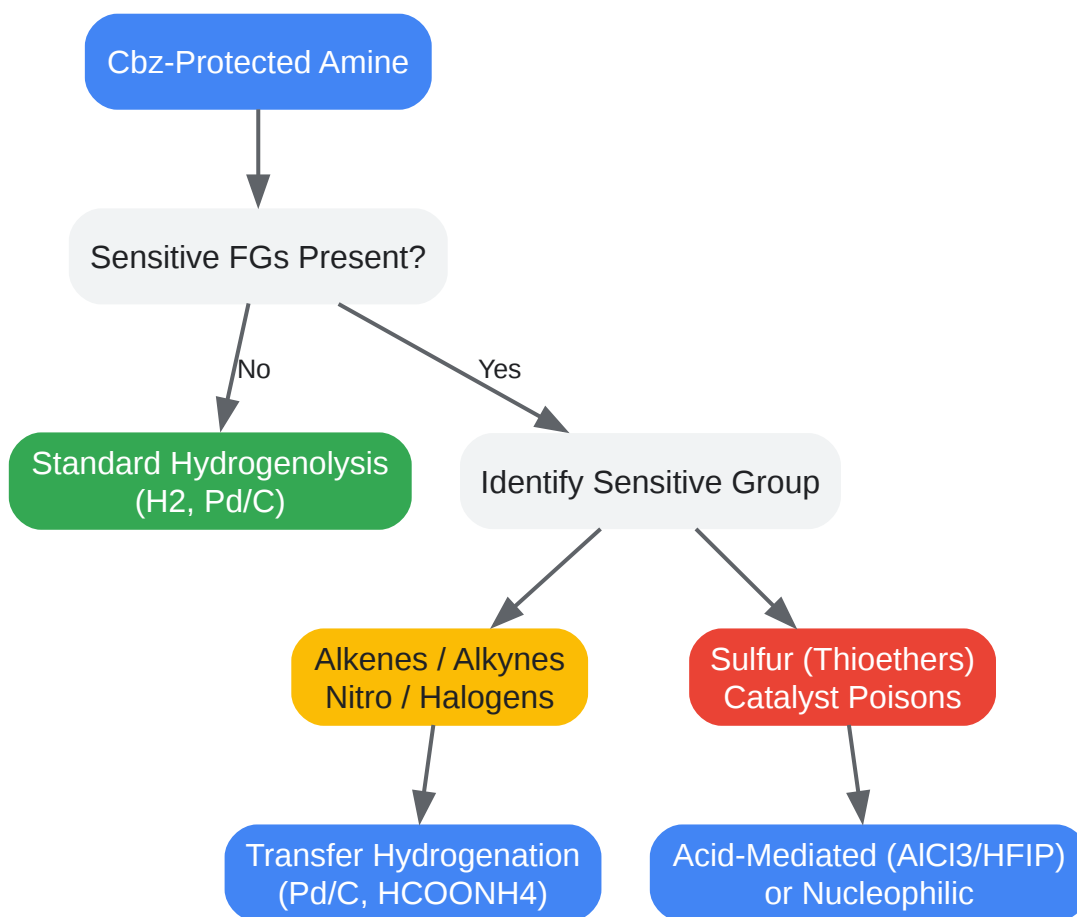 Cbz-Protected Amine
Sensitive FGs Present?
No
Yes
Standard Hydrogenolysis
(H2, Pd/C)
Identify Sensitive Group
Alkenes / Alkynes
Nitro / Halogens
Sulfur (Thioethers)
Catalyst Poisons
Transfer Hydrogenation
(Pd/C, HCOONH4)
Acid-Mediated (AlCl3/HFIP)
or Nucleophilic